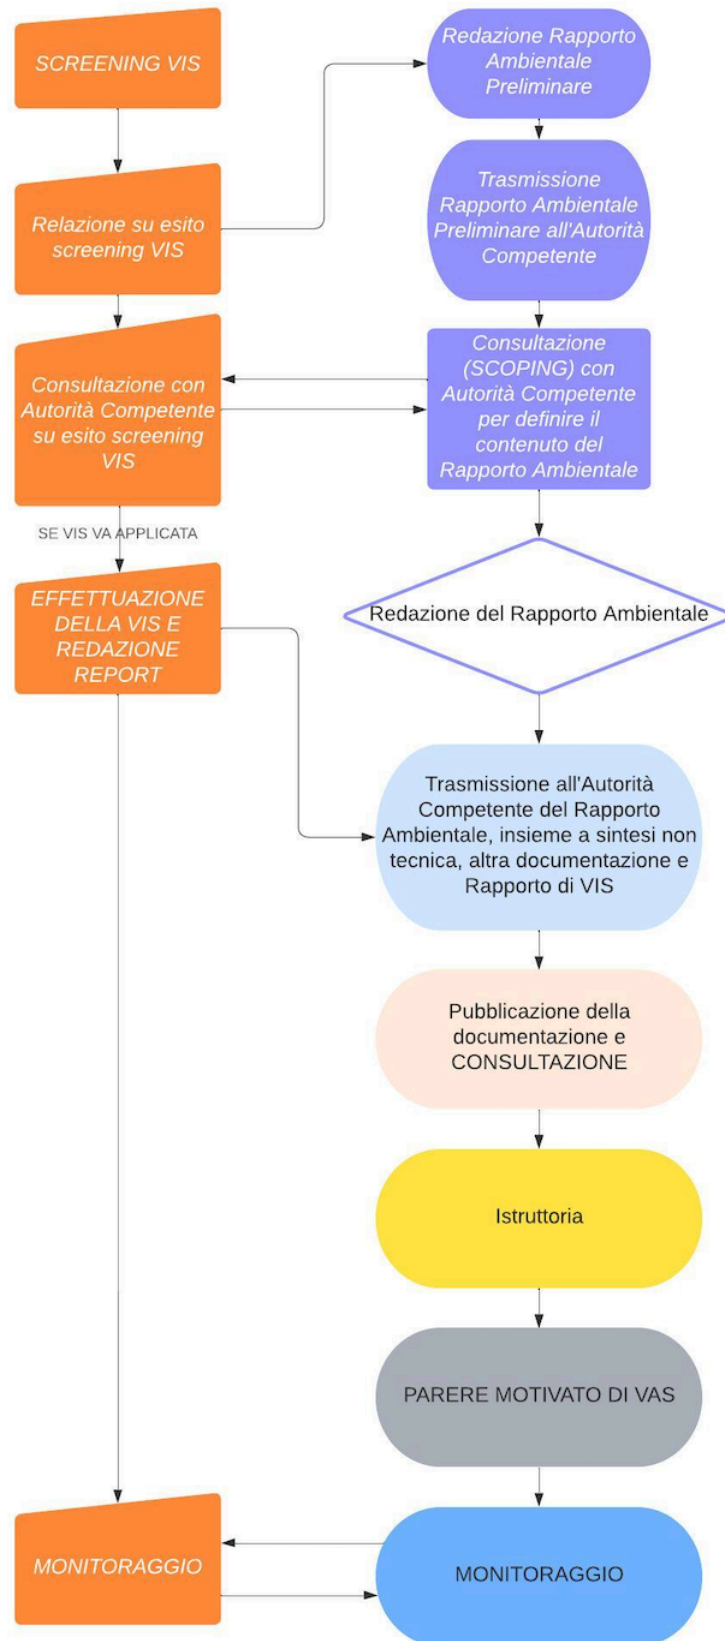 SCREENING VIS
Relazione su esito
screening VIS
Consultazione con
Autorità Competente
su esito screening
VIS
SE VIS VA APPLICATA
EFFETTUAZIONE
DELLA VIS E
REDAZIONE
REPORT
MONITORAGGIO
Redazione Rapporto
Ambientale
Preliminare
Trasmissione
Rapporto Ambientale
Preliminare all'Autorità
Competente
Consultazione
(SCOPING) con
Autorità Competente
per definire il
contenuto del
Rapporto Ambientale
Redazione del Rapporto Ambientale
Trasmissione all'Autorità
Competente del Rapporto
Ambientale, insieme a sintesi non
tecnica, altra documentazione e
Rapporto di VIS
Pubblicazione della
documentazione e
CONSULTAZIONE
Istruttoria
PARERE MOTIVATO DI VAS
MONITORAGGIO